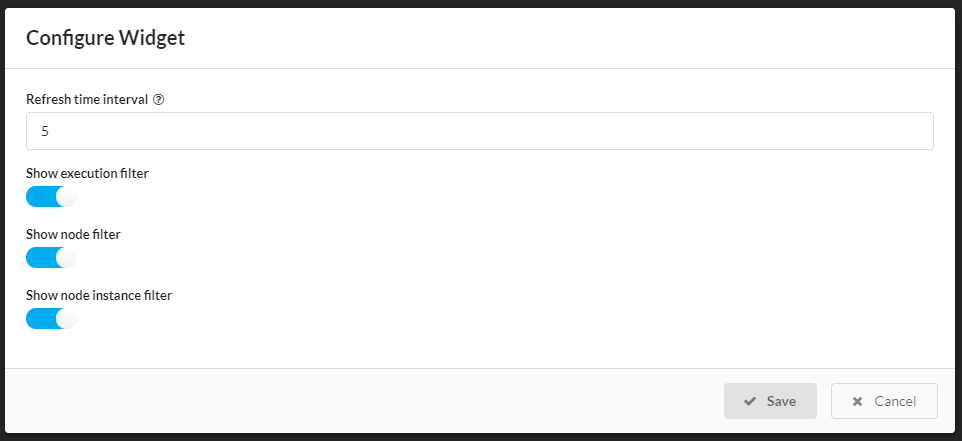 Configure Widget
Refresh time interval
5
Show execution filter
Show node filter
Show node instance filter
Save
Cancel